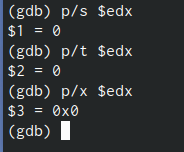 (gdb) p/s $edx
$1 = 0
(gdb) p/t $edx
$2 = 0
(gdb) p/x $edx
$3 = 0x0
(gdb)